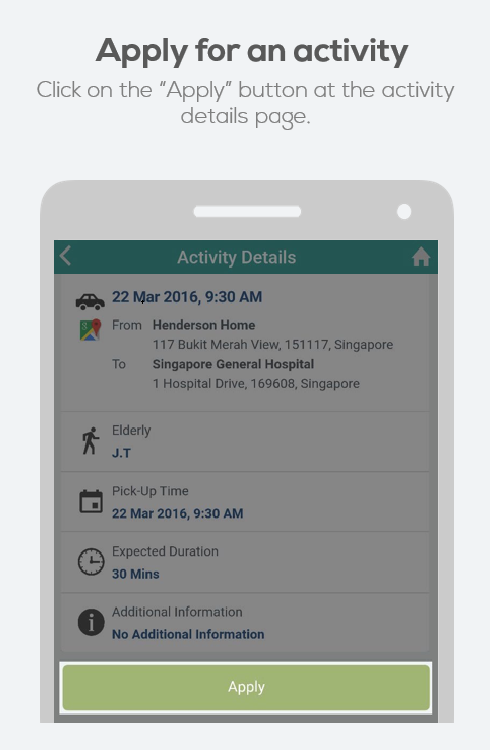 Apply for an activity
Click on the “Apply” button at the activity
details page.
Activity Details
22 Mar 2016, 9:30 AM
From Henderson Home
117 Bukit Merah View, 151117, Singapore
To Singapore General Hospital
1 Hospital Drive, 169608, Singapore
Elderly
J.T
Pick-Up Time
22 Mar 2016, 9:30 AM
Expected Duration
30 Mins
Additional Information
No Additional Information
Apply